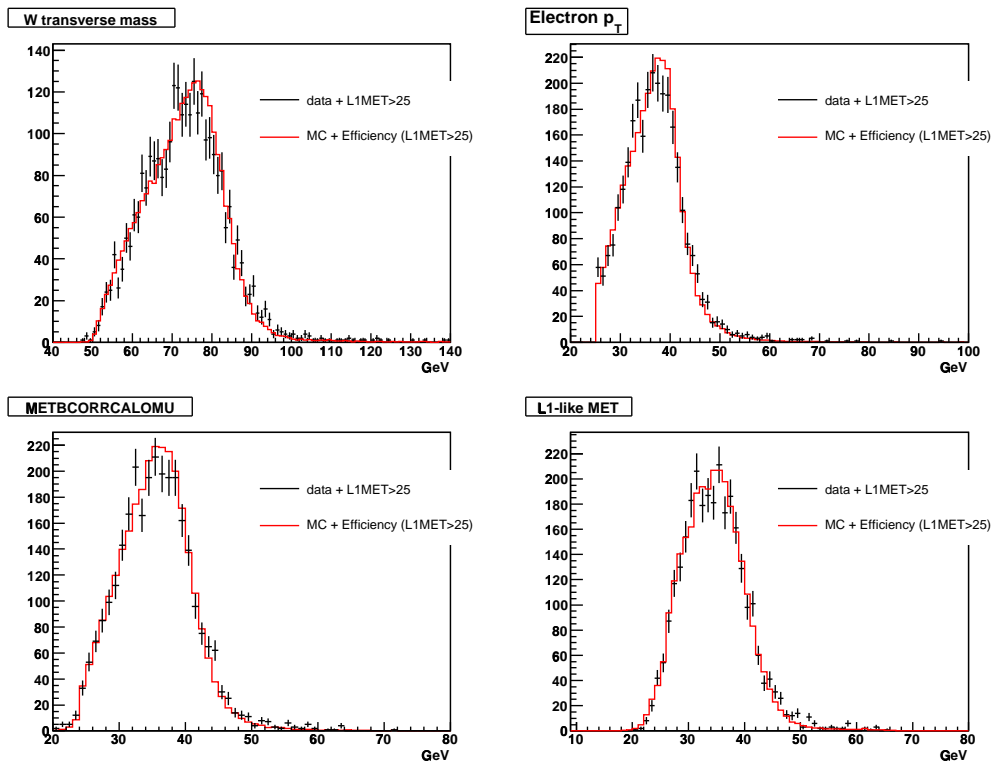 W transverse mass
140
120
100
80
60
40
20
0
40 50 60 70 80 90 100 110 120 130 140
GeV
data + L1MET>25
MC + Efficiency (L1MET>25)
Electron pT
220
200
180
160
140
120
100
80
60
40
20
0
20 30 40 50 60 70 80 90 100
GeV
data + L1MET>25
MC + Efficiency (L1MET>25)
METBCORRCALOMU
220
200
180
160
140
120
100
80
60
40
20
0
20 30 40 50 60 70 80
GeV
data + L1MET>25
MC + Efficiency (L1MET>25)
L1-like MET
220
200
180
160
140
120
100
80
60
40
20
0
10 20 30 40 50 60 70 80
GeV
data + L1MET>25
MC + Efficiency (L1MET>25)